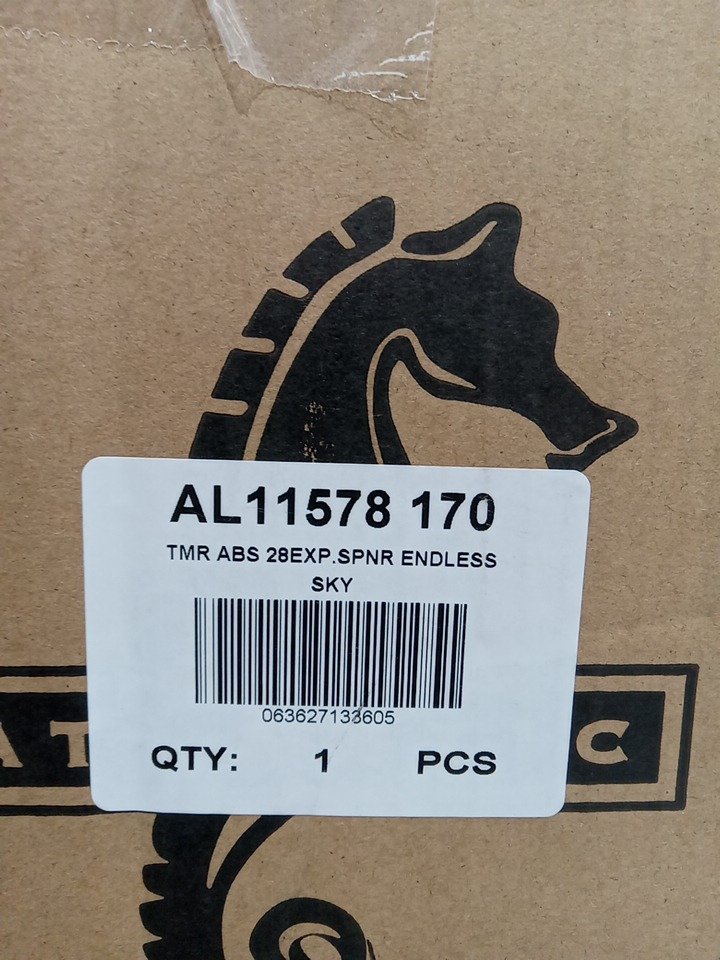 AL11578 170
TMR ABS 28EXP.SPNR ENDLESS
SKY
063627133605
QTY: 1 PCS